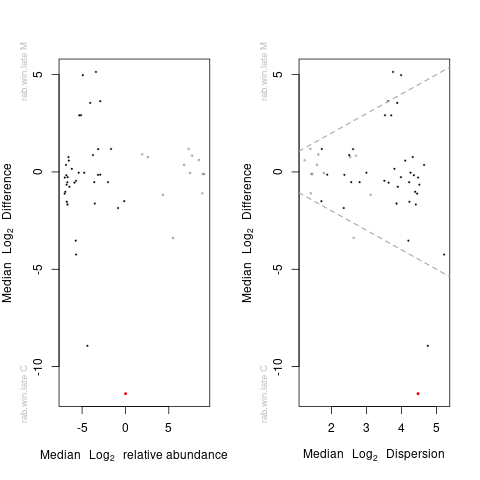 rab.win.late M
rab.win.late C
Median Log2 Difference
5
0
-5
-10
-5 0 5
Median Log2 relative abundance
rab.win.late M
rab.win.late C
Median Log2 Difference
5
0
-5
-10
2 3 4 5
Median Log2 Dispersion